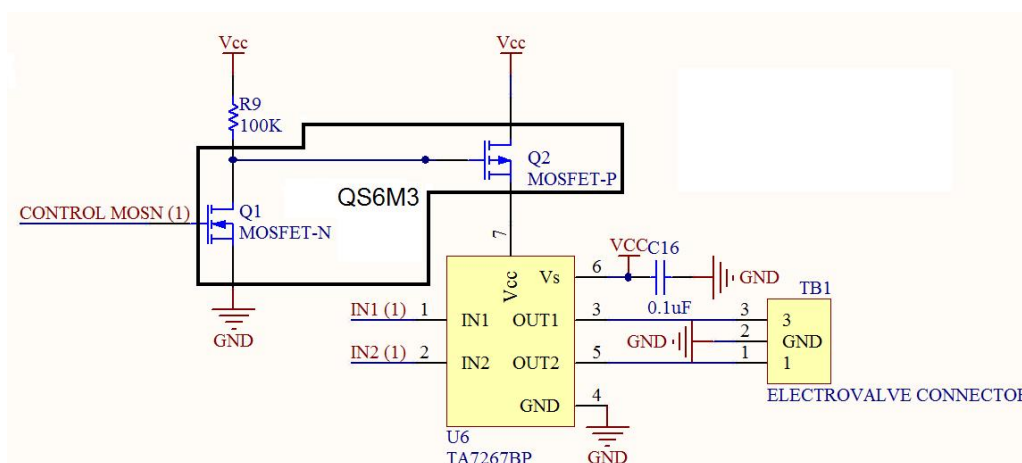 Vcc
Vcc
R9
100K
Q2
MOSFET-P
QS6M3
CONTROL MOSN (1)
Q1
MOSFET-N
GND
7
Vcc
Vs
6
VCC
C16
0.1uF
GND
TB1
IN1 (1)
1
IN1
OUT1
3
3
3
GND
2
GND
IN2 (1)
2
IN2
OUT2
5
1
1
GND
4
ELECTROVALVE CONNECTOR
U6
TA7267BP
GND